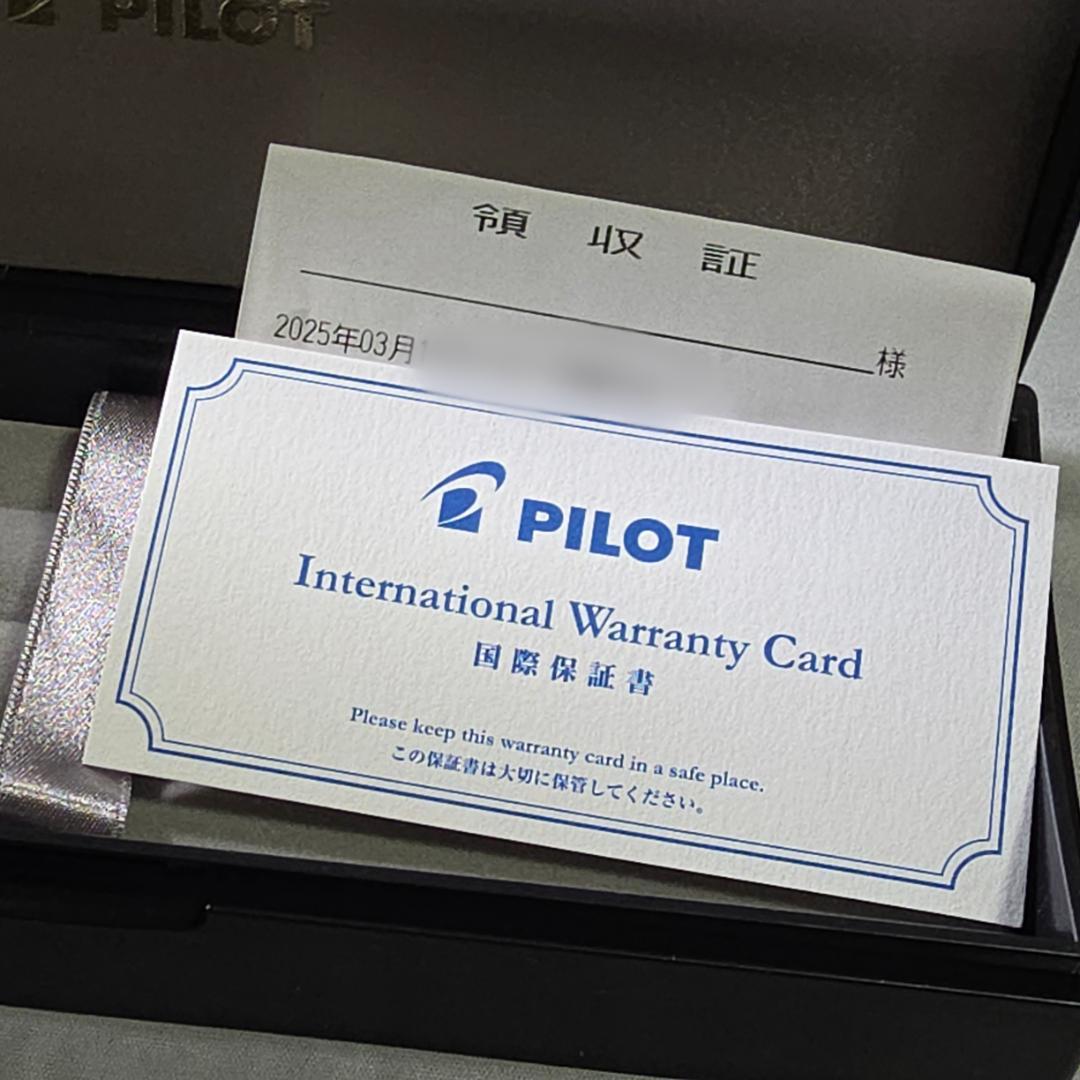 PILOT
領収証
様
2025年03月
PILOT
International Warranty Card
国際保証書
Please keep this warranty card in a safe place.
この保証書は大切に保管してください。